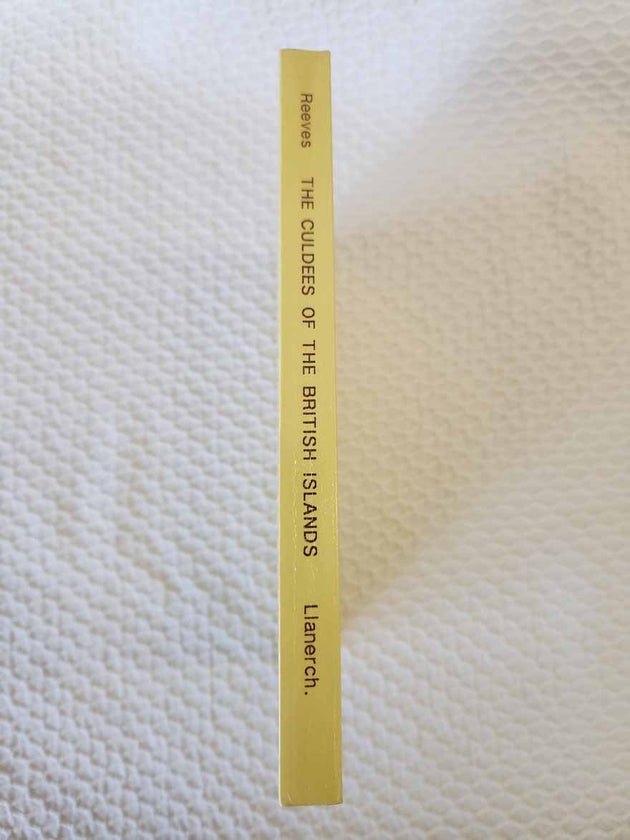 Reeves THE CULDEES OF THE BRITISH ISLANDS Llanerch.